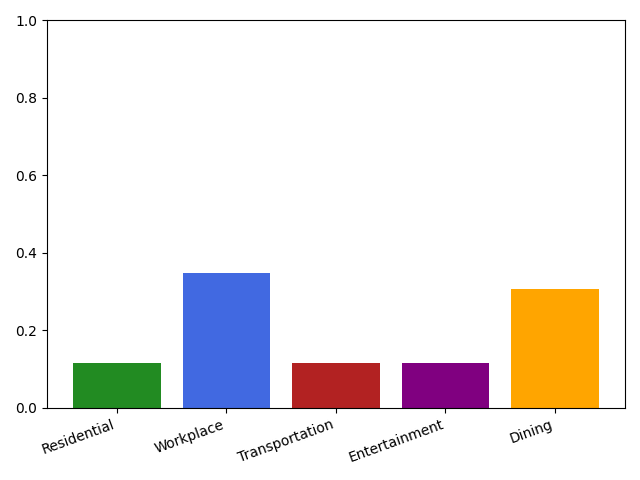 1.0
0.8
0.6
0.4
0.2
0.0
Residential
Workplace
Transportation
Entertainment
Dining